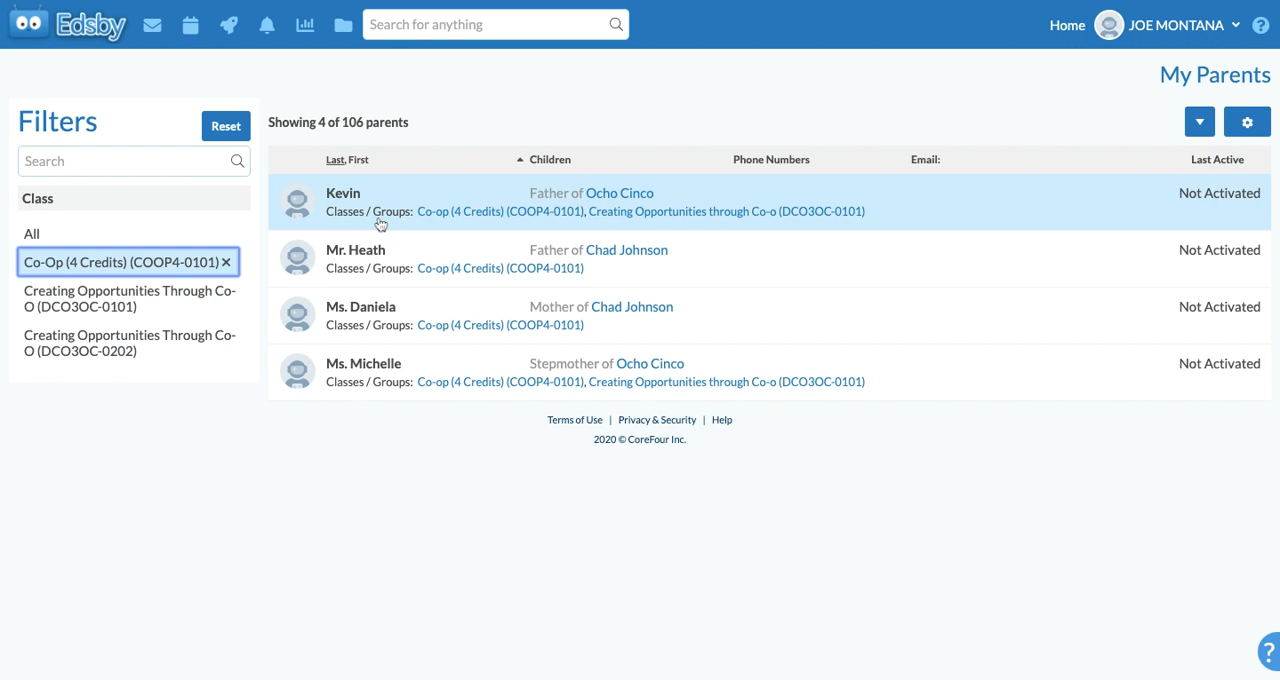 Edsby
Search for anything
Home
JOE MONTANA
?
My Parents
Filters
Reset
Showing 4 of 106 parents
Search
Last, First
Children
Phone Numbers
Email:
Last Active
Class
Kevin
Father of Ocho Cinco
Not Activated
Classes / Groups: Co-op (4 Credits) (COOP4-0101), Creating Opportunities through Co-o (DCO3OC-0101)
All
Mr. Heath
Father of Chad Johnson
Not Activated
Co-Op (4 Credits) (COOP4-0101) ×
Classes / Groups: Co-op (4 Credits) (COOP4-0101)
Creating Opportunities Through Co-
O (DCO3OC-0101)
Ms. Daniela
Mother of Chad Johnson
Not Activated
Classes / Groups: Co-op (4 Credits) (COOP4-0101)
Creating Opportunities Through Co-
O (DCO3OC-0202)
Ms. Michelle
Stepmother of Ocho Cinco
Not Activated
Classes / Groups: Co-op (4 Credits) (COOP4-0101), Creating Opportunities through Co-o (DCO3OC-0101)
Terms of Use | Privacy & Security | Help
2020 © CoreFour Inc.
?